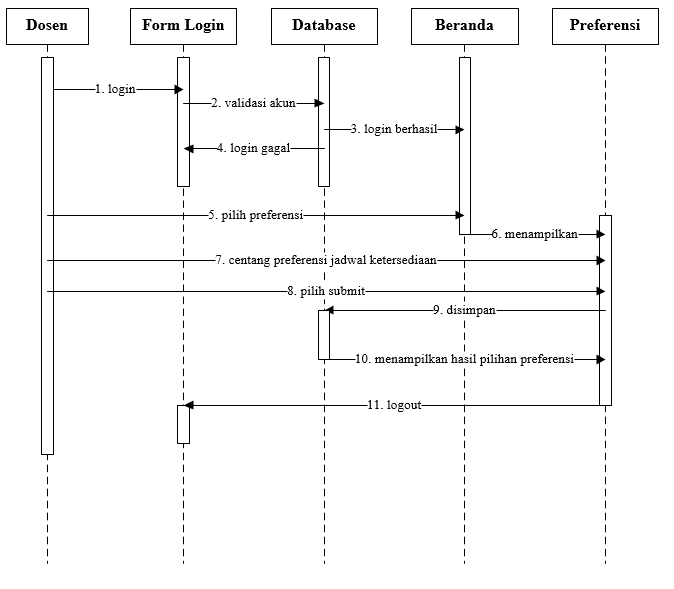 Dosen
Form Login
Database
Beranda
Preferensi
1. login
2. validasi akun
3. login berhasil
4. login gagal
5. pilih preferensi
6. menampilkan
7. centang preferensi jadwal ketersediaan
8. pilih submit
9. disimpan
10. menampilkan hasil pilihan preferensi
11. logout